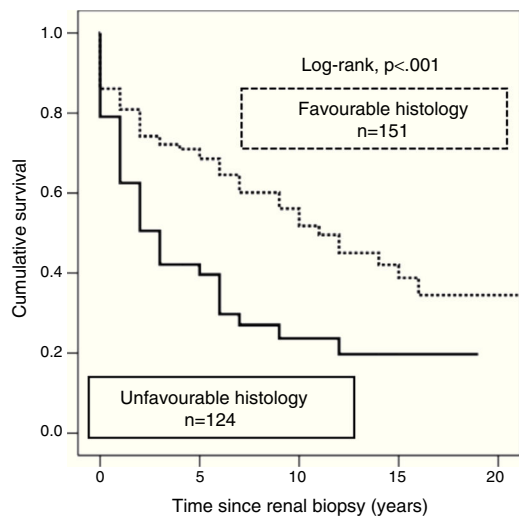 Log-rank, p<.001
Favourable histology
n=151
Cumulative survival
1.0
0.8
0.6
0.4
0.2
0.0
Unfavourable histology
n=124
0
5
10
15
20
Time since renal biopsy (years)